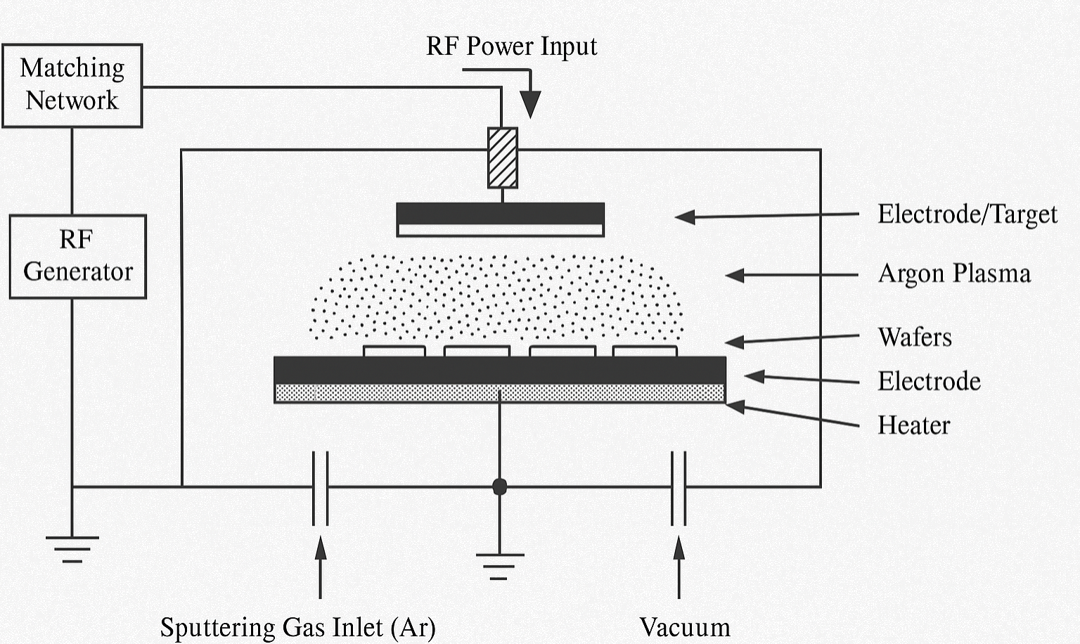 RF Power Input
Matching
Network
RF
Generator
Electrode/Target
Argon Plasma
Wafers
Electrode
Heater
Sputtering Gas Inlet (Ar)
Vacuum